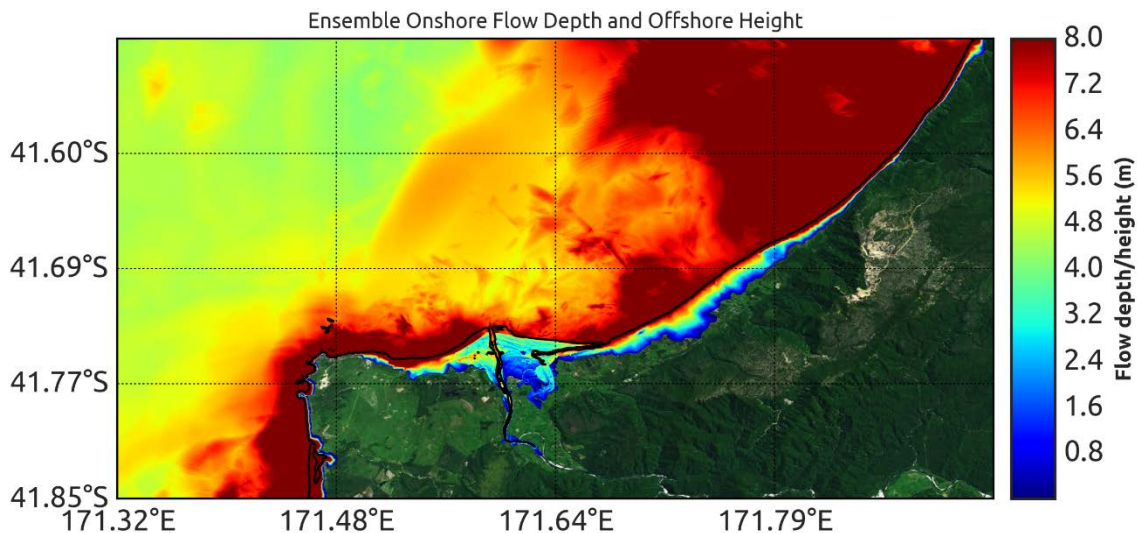 Ensemble Onshore Flow Depth and Offshore Height
41.60°S
41.69°S
41.77°S
41.85°S
171.32°E
171.48°E
171.64°E
171.79°E
8.0
7.2
6.4
5.6
4.8
4.0
3.2
2.4
1.6
0.8
Flow depth/height (m)